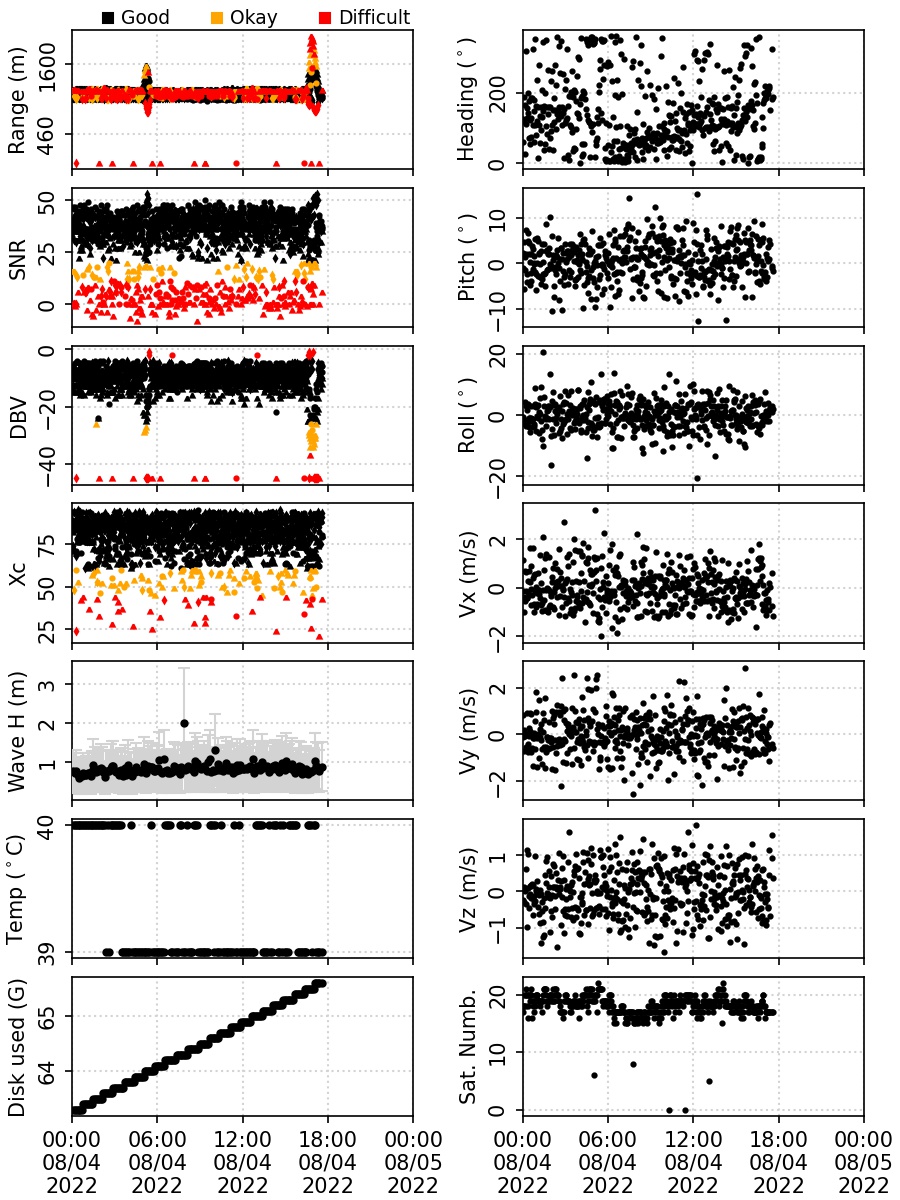 Good Okay Difficult
Range (m)
1600
460
Heading (°)
200
0
SNR
50
25
0
Pitch (°)
10
0
−10
DBV
0
−20
−40
Roll (°)
20
0
−20
Xc
75
50
25
Vx (m/s)
2
0
−2
Wave H (m)
3
2
1
Vy (m/s)
2
0
−2
Temp (°C)
40
39
Vz (m/s)
1
0
−1
Disk used (G)
65
64
Sat. Numb.
20
10
0
00:00 06:00 12:00 18:00 00:00
08/04 08/04 08/04 08/04 08/05
2022 2022 2022 2022 2022
00:00 06:00 12:00 18:00 00:00
08/04 08/04 08/04 08/04 08/05
2022 2022 2022 2022 2022